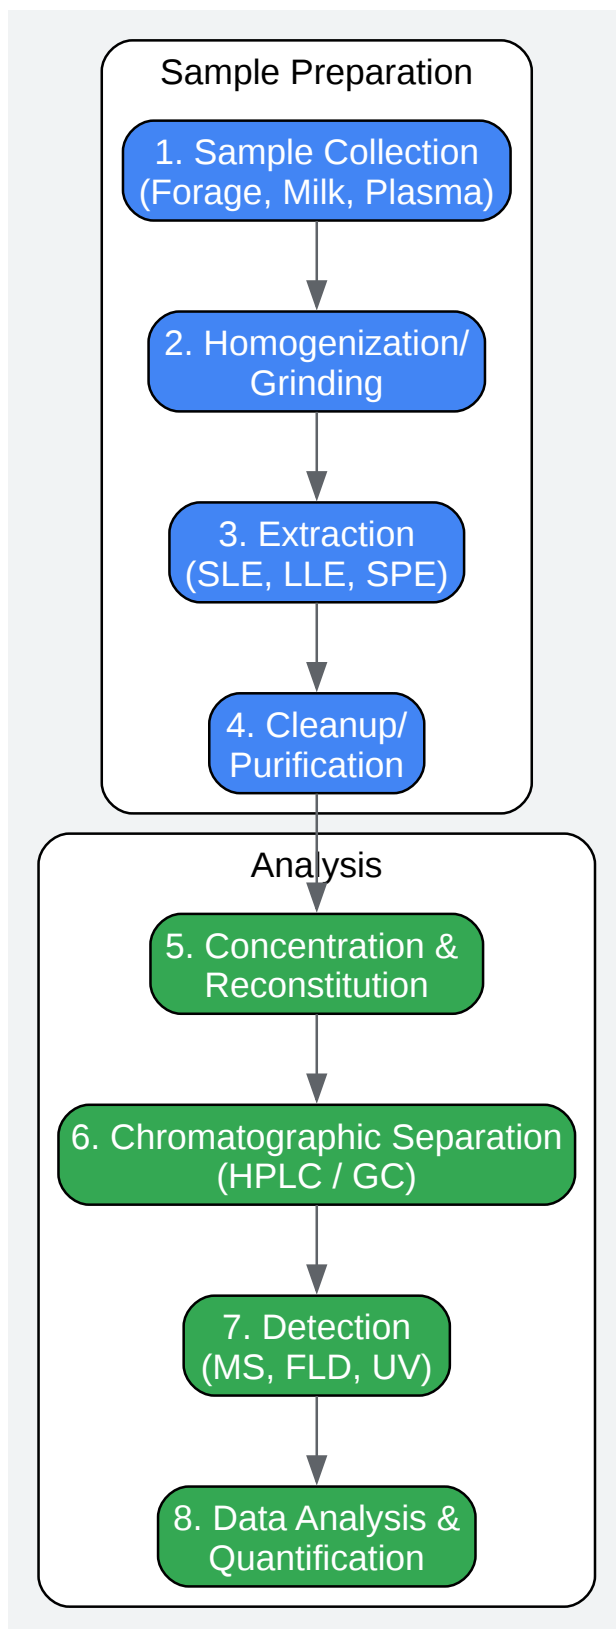 Sample Preparation
1. Sample Collection
(Forage, Milk, Plasma)
2. Homogenization/
Grinding
3. Extraction
(SLE, LLE, SPE)
4. Cleanup/
Purification
Analysis
5. Concentration &
Reconstitution
6. Chromatographic Separation
(HPLC / GC)
7. Detection
(MS, FLD, UV)
8. Data Analysis &
Quantification